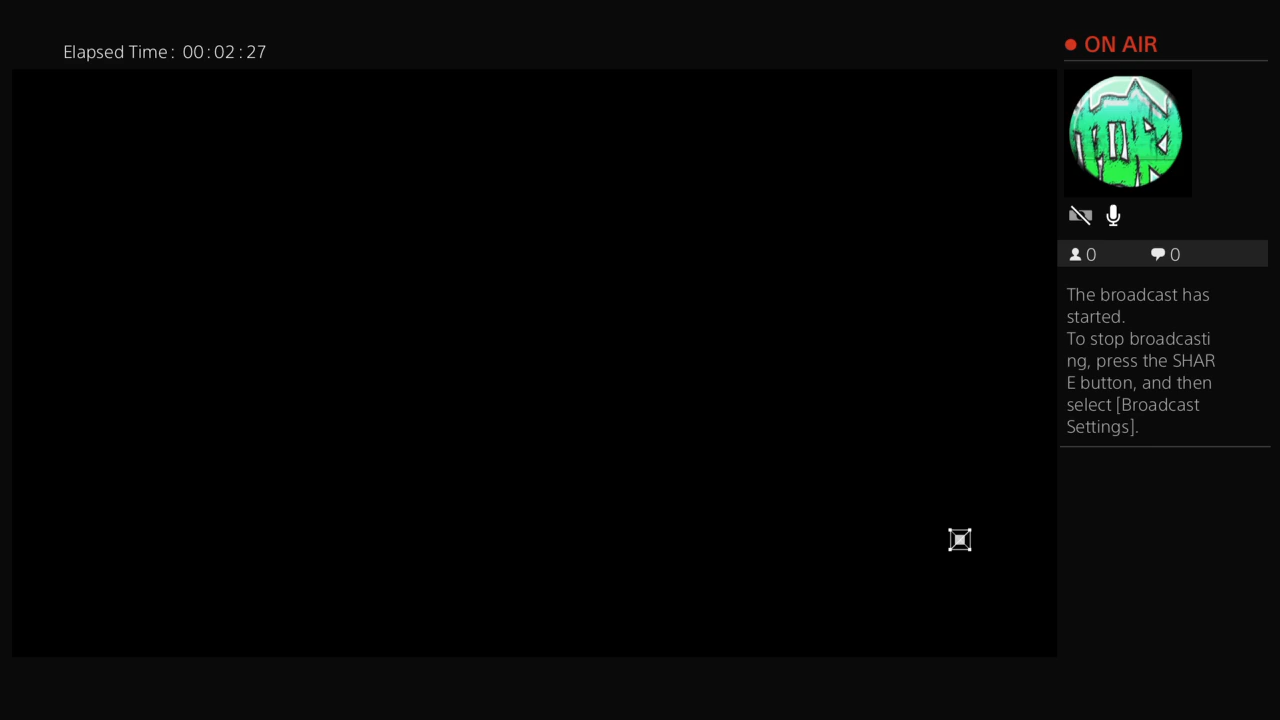 Elapsed Time: 00:02:27
ON AIR
0 0
The broadcast has
started.
To stop broadcasti
ng, press the SHAR
E button, and then
select [Broadcast
Settings].